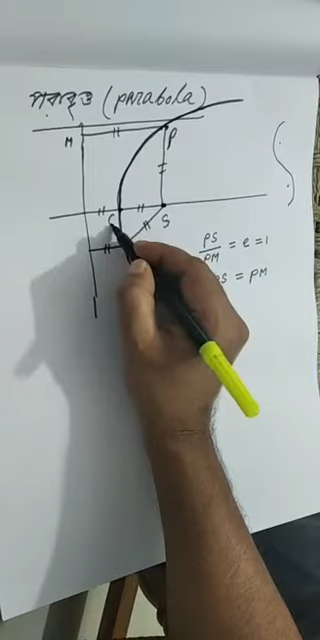 পরাবৃত্ত (parabola)
M P
C S
PS/PM = e = 1
PS = PM